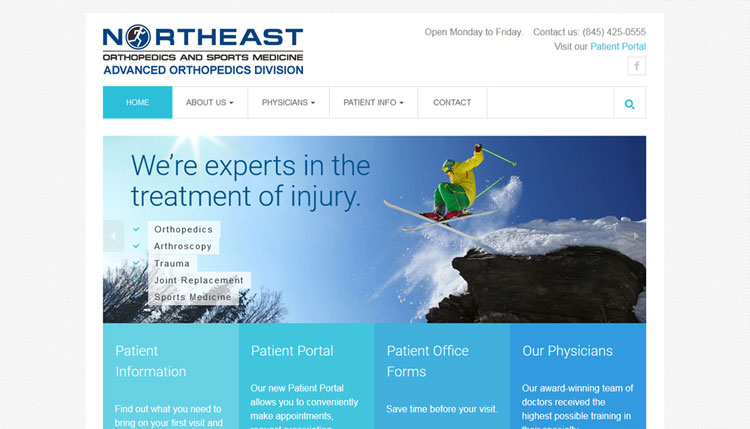 NORTHEAST
ORTHOPEDICS AND SPORTS MEDICINE
ADVANCED ORTHOPEDICS DIVISION
Open Monday to Friday. Contact us: (845) 425-0555
Visit our Patient Portal
f
HOME ABOUT US PHYSICIANS PATIENT INFO CONTACT
We're experts in the
treatment of injury.
Orthopedics
Arthroscopy
Trauma
Joint Replacement
Sports Medicine
Patient
Information
Find out what you need to
bring on your first visit and
Patient Portal
Our new Patient Portal
allows you to conveniently
make appointments,
request prescription
Patient Office
Forms
Save time before your visit.
Our Physicians
Our award-winning team of
doctors received the
highest possible training in
their specialty.